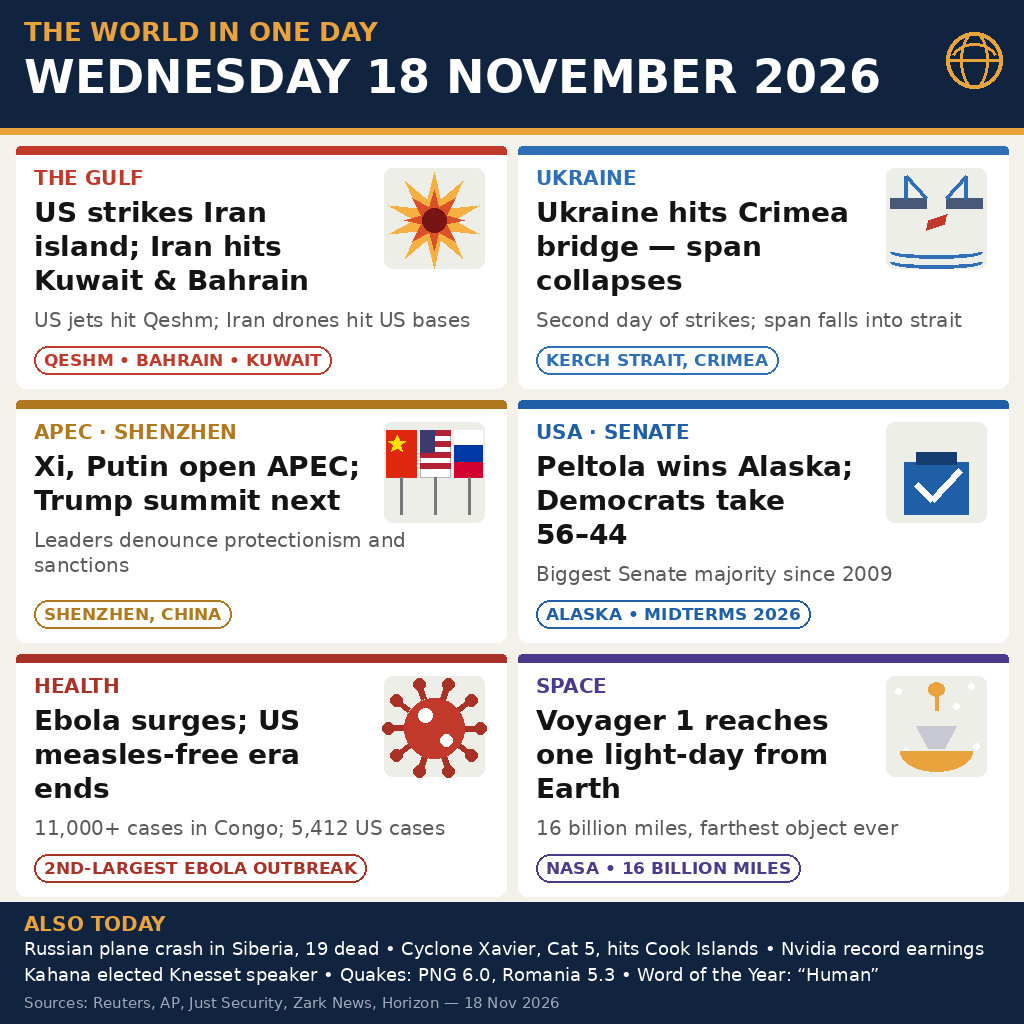 THE WORLD IN ONE DAY
WEDNESDAY 18 NOVEMBER 2026
THE GULF
US strikes Iran
island; Iran hits
Kuwait & Bahrain
US jets hit Qeshm; Iran drones hit US bases
QESHM • BAHRAIN • KUWAIT
UKRAINE
Ukraine hits Crimea
bridge — span
collapses
Second day of strikes; span falls into strait
KERCH STRAIT, CRIMEA
APEC · SHENZHEN
Xi, Putin open APEC;
Trump summit next
Leaders denounce protectionism and
sanctions
SHENZHEN, CHINA
USA · SENATE
Peltola wins Alaska;
Democrats take
56–44
Biggest Senate majority since 2009
ALASKA • MIDTERMS 2026
HEALTH
Ebola surges; US
measles-free era
ends
11,000+ cases in Congo; 5,412 US cases
2ND-LARGEST EBOLA OUTBREAK
SPACE
Voyager 1 reaches
one light-day from
Earth
16 billion miles, farthest object ever
NASA • 16 BILLION MILES
ALSO TODAY
Russian plane crash in Siberia, 19 dead • Cyclone Xavier, Cat 5, hits Cook Islands • Nvidia record earnings
Kahana elected Knesset speaker • Quakes: PNG 6.0, Romania 5.3 • Word of the Year: “Human”
Sources: Reuters, AP, Just Security, Zark News, Horizon — 18 Nov 2026